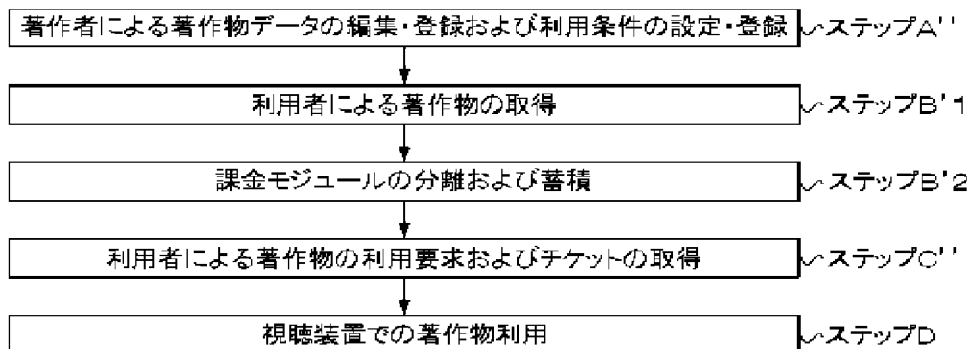 著作者による著作物データの編集・登録および利用条件の設定・登録 ステップA''
利用者による著作物の取得 ステップB'1
課金モジュールの分離および蓄積 ステップB'2
利用者による著作物の利用要求およびチケットの取得 ステップC''
視聴装置での著作物利用 ステップD